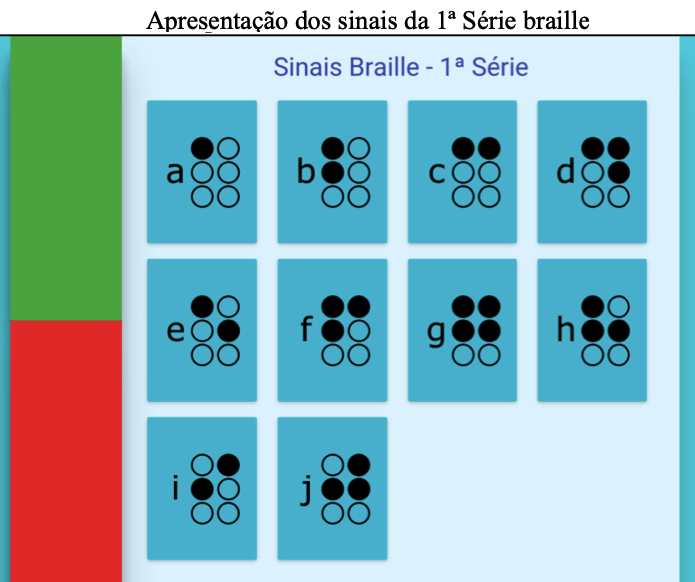 Apresentação dos sinais da 1ª Série braille
Sinais Braille - 1ª Série
a b c d
e f g h
i j